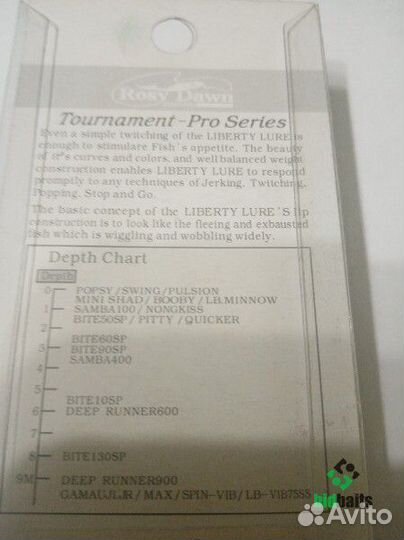 Rosy Dawn
Tournament-Pro Series
Even a simple twitching of the LIBERTY LURE is
enough to stimulare Fish's appetite. The beauty
of it's curves and colors, and well balanced weight
construction enables LIBERTY LURE to respond
promptly to any techniques of Jerking. Twitching.
Popping. Stop and Go.
The basic concept of the LIBERTY LURE'S lip
construction is to look like the fleeing and exhausted
fish which is wiggling and wobbling widely.
Depth Chart
Depth
0 POPSY/SWING/PULSION
MINI SHAD/BOOBY/LB.MINNOW
1 SAMBA100/NONGKISS
BITE50SP/PITTY/QUICKER
2
BITE60SP
3 BITE90SP
SAMBA400
5 BITE10SP
6 DEEP RUNNER600
7
8 BITE130SP
9M DEEP RUNNER900
GAMAUJLJR/MAX/SPIN-VIB/LB-VIB75SS
bigbaits
Avito